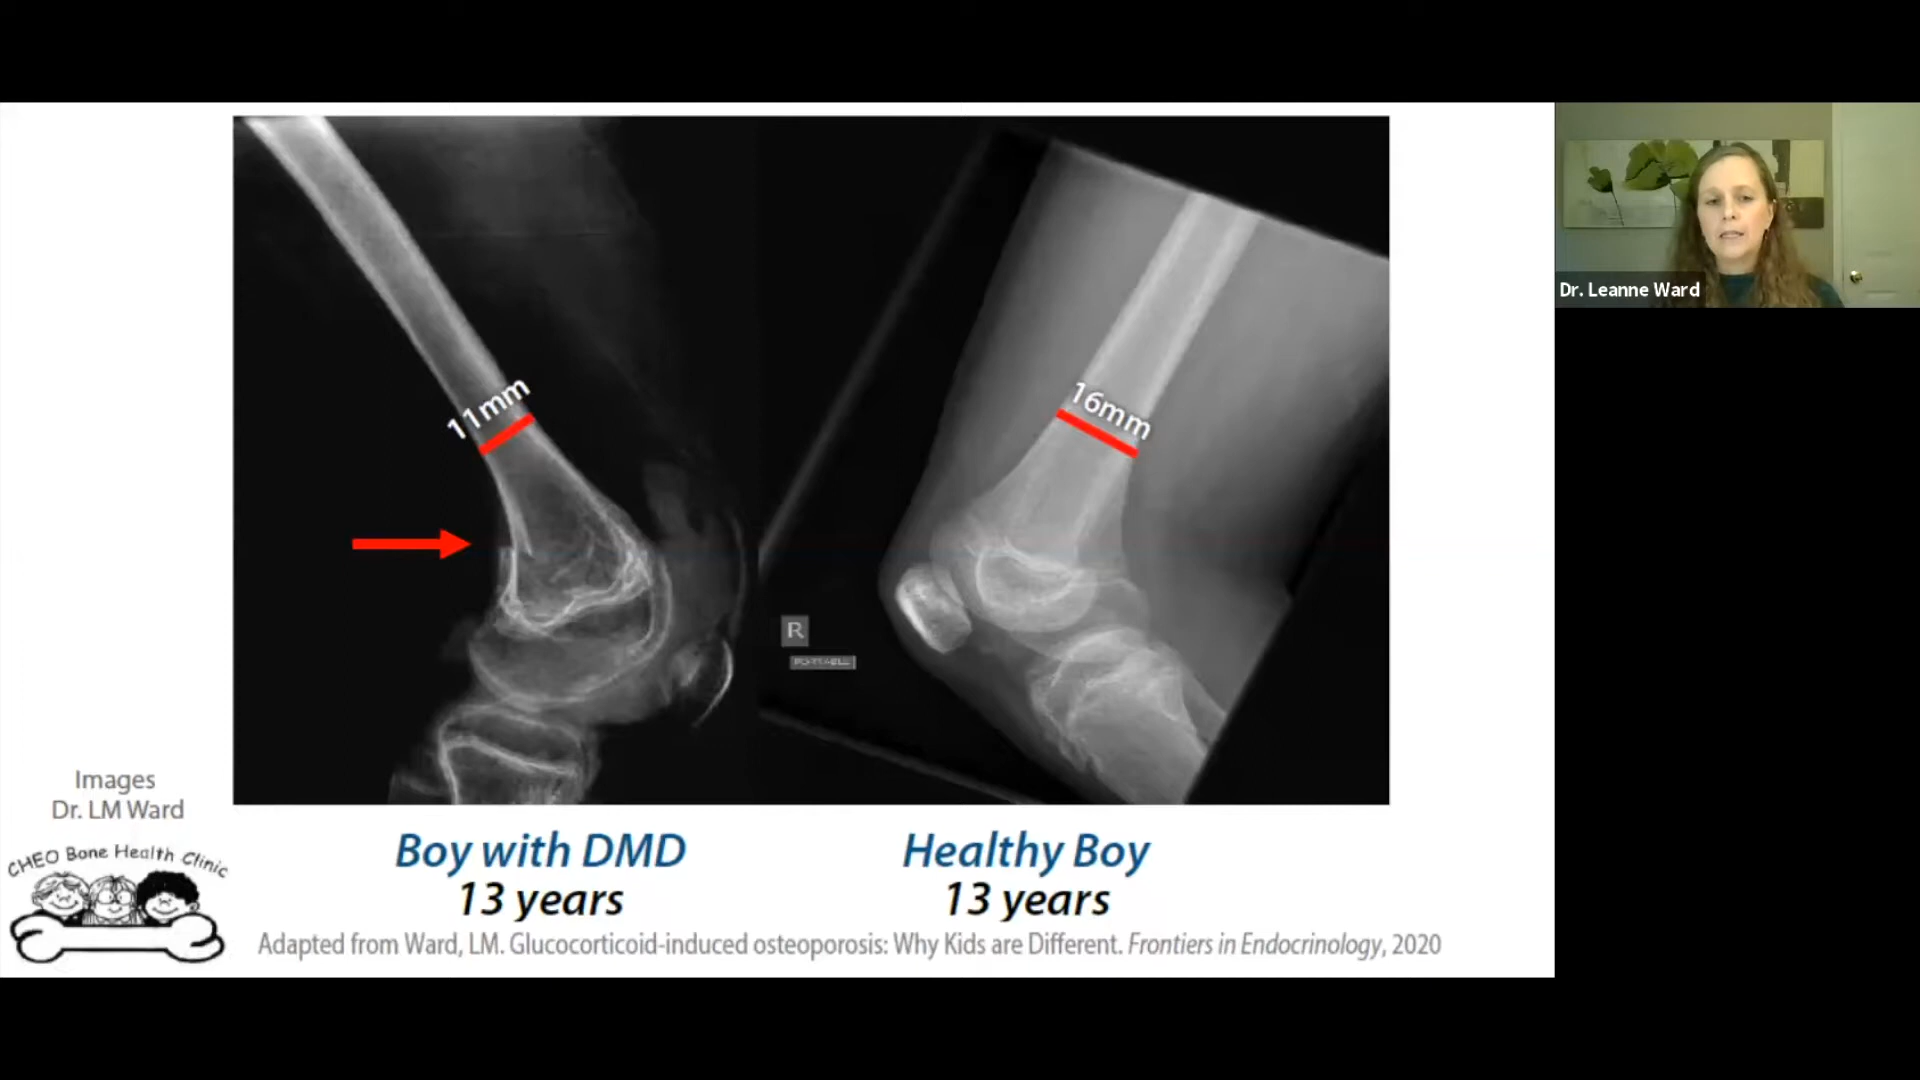 11mm
16mm
R
PORTABLE
Dr. Leanne Ward
Images
Dr. LM Ward
CHEO Bone Health Clinic
Boy with DMD
13 years
Healthy Boy
13 years
Adapted from Ward, LM. Glucocorticoid-induced osteoporosis: Why Kids are Different. Frontiers in Endocrinology, 2020